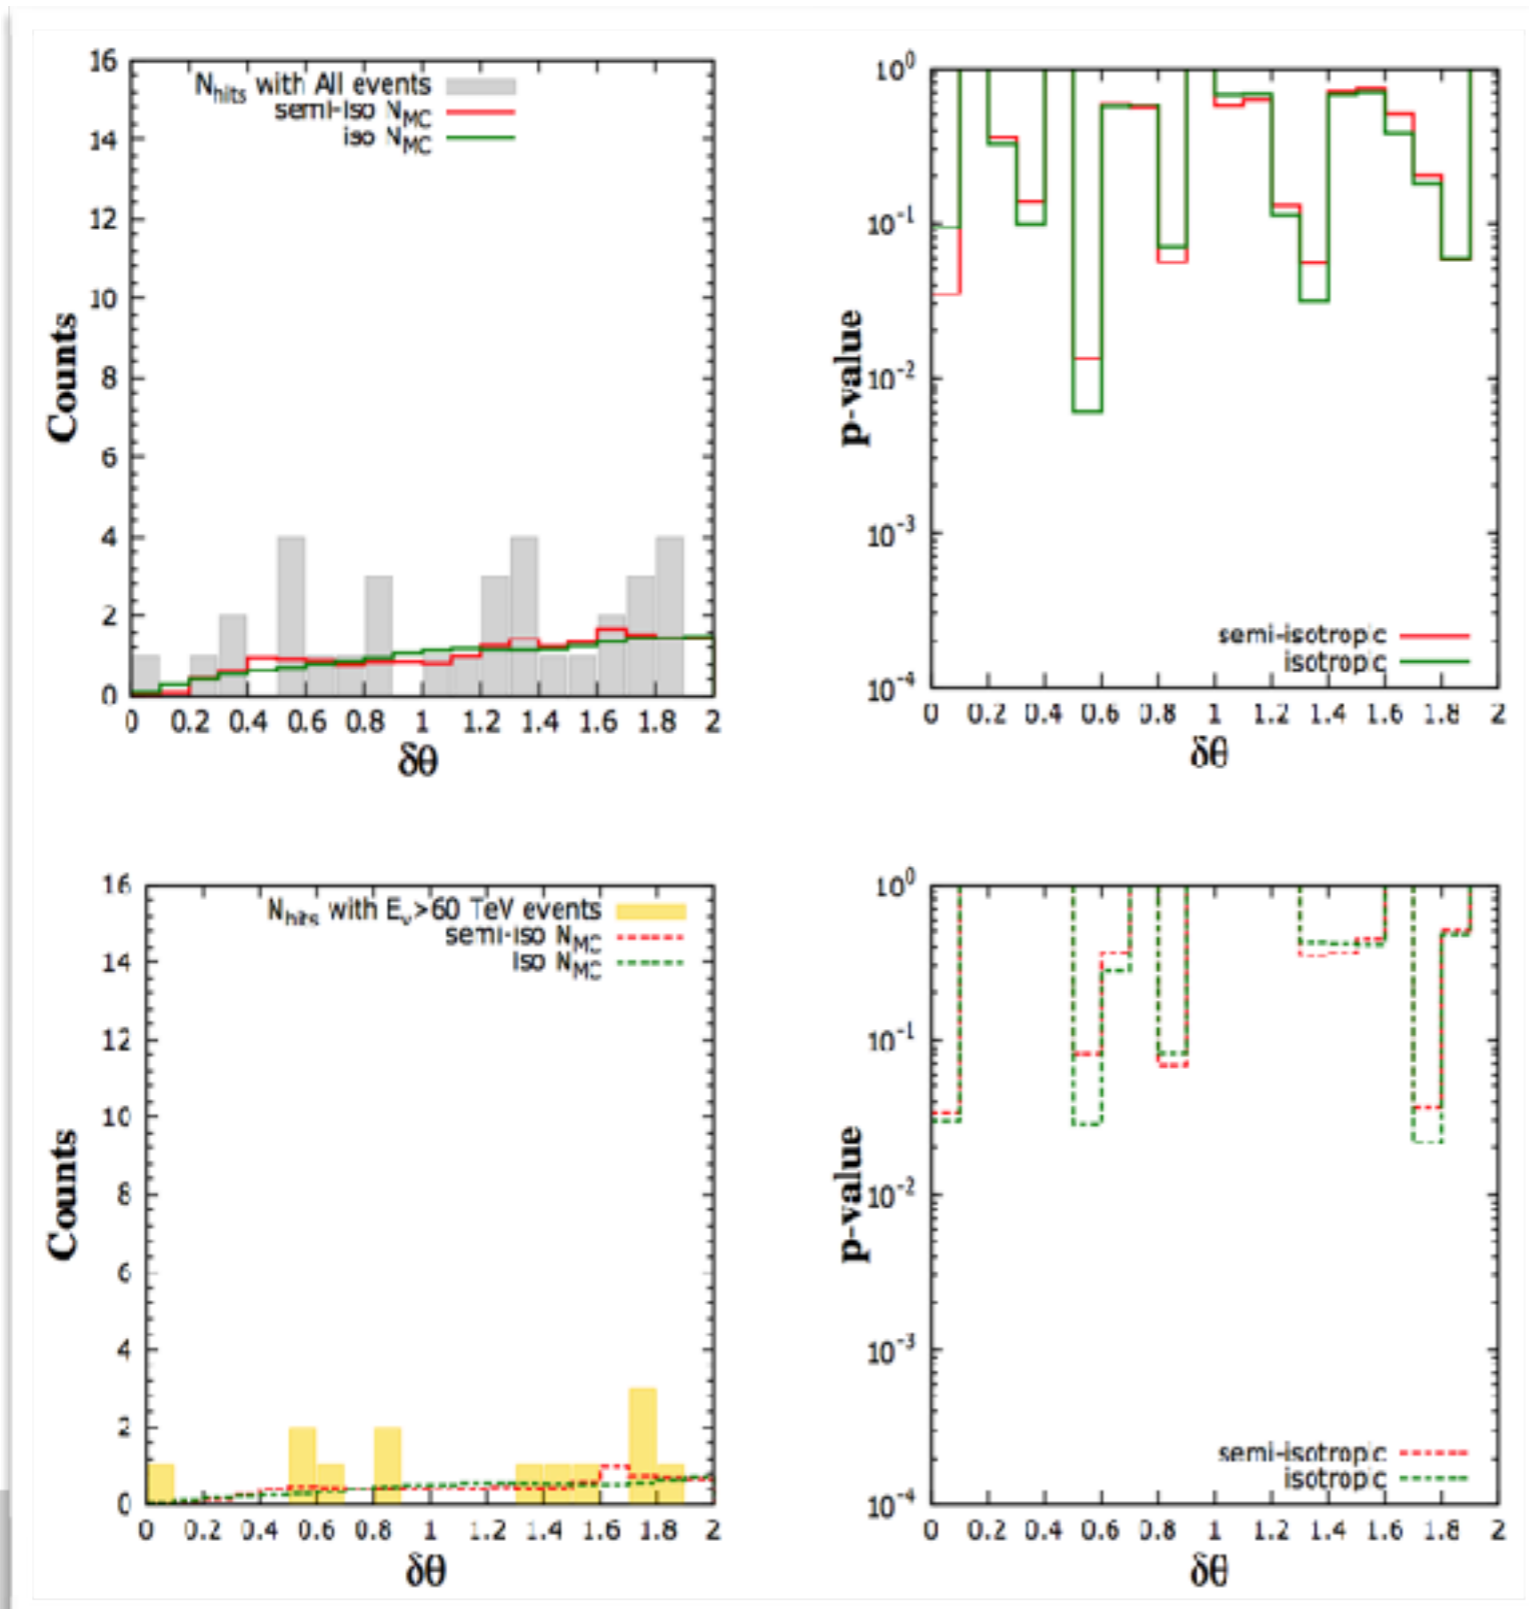 N_hits with All events
semi-iso N_MC
iso N_MC
16
14
12
10
8
6
4
2
0
Counts
0 0.2 0.4 0.6 0.8 1 1.2 1.4 1.6 1.8 2
δθ
10^0
10^-1
10^-2
10^-3
10^-4
p-value
semi-isotropic
isotropic
0 0.2 0.4 0.6 0.8 1 1.2 1.4 1.6 1.8 2
δθ
N_hits with E_ν>60 TeV events
semi-iso N_MC
iso N_MC
16
14
12
10
8
6
4
2
0
Counts
0 0.2 0.4 0.6 0.8 1 1.2 1.4 1.6 1.8 2
δθ
10^0
10^-1
10^-2
10^-3
10^-4
p-value
semi-isotropic
isotropic
0 0.2 0.4 0.6 0.8 1 1.2 1.4 1.6 1.8 2
δθ